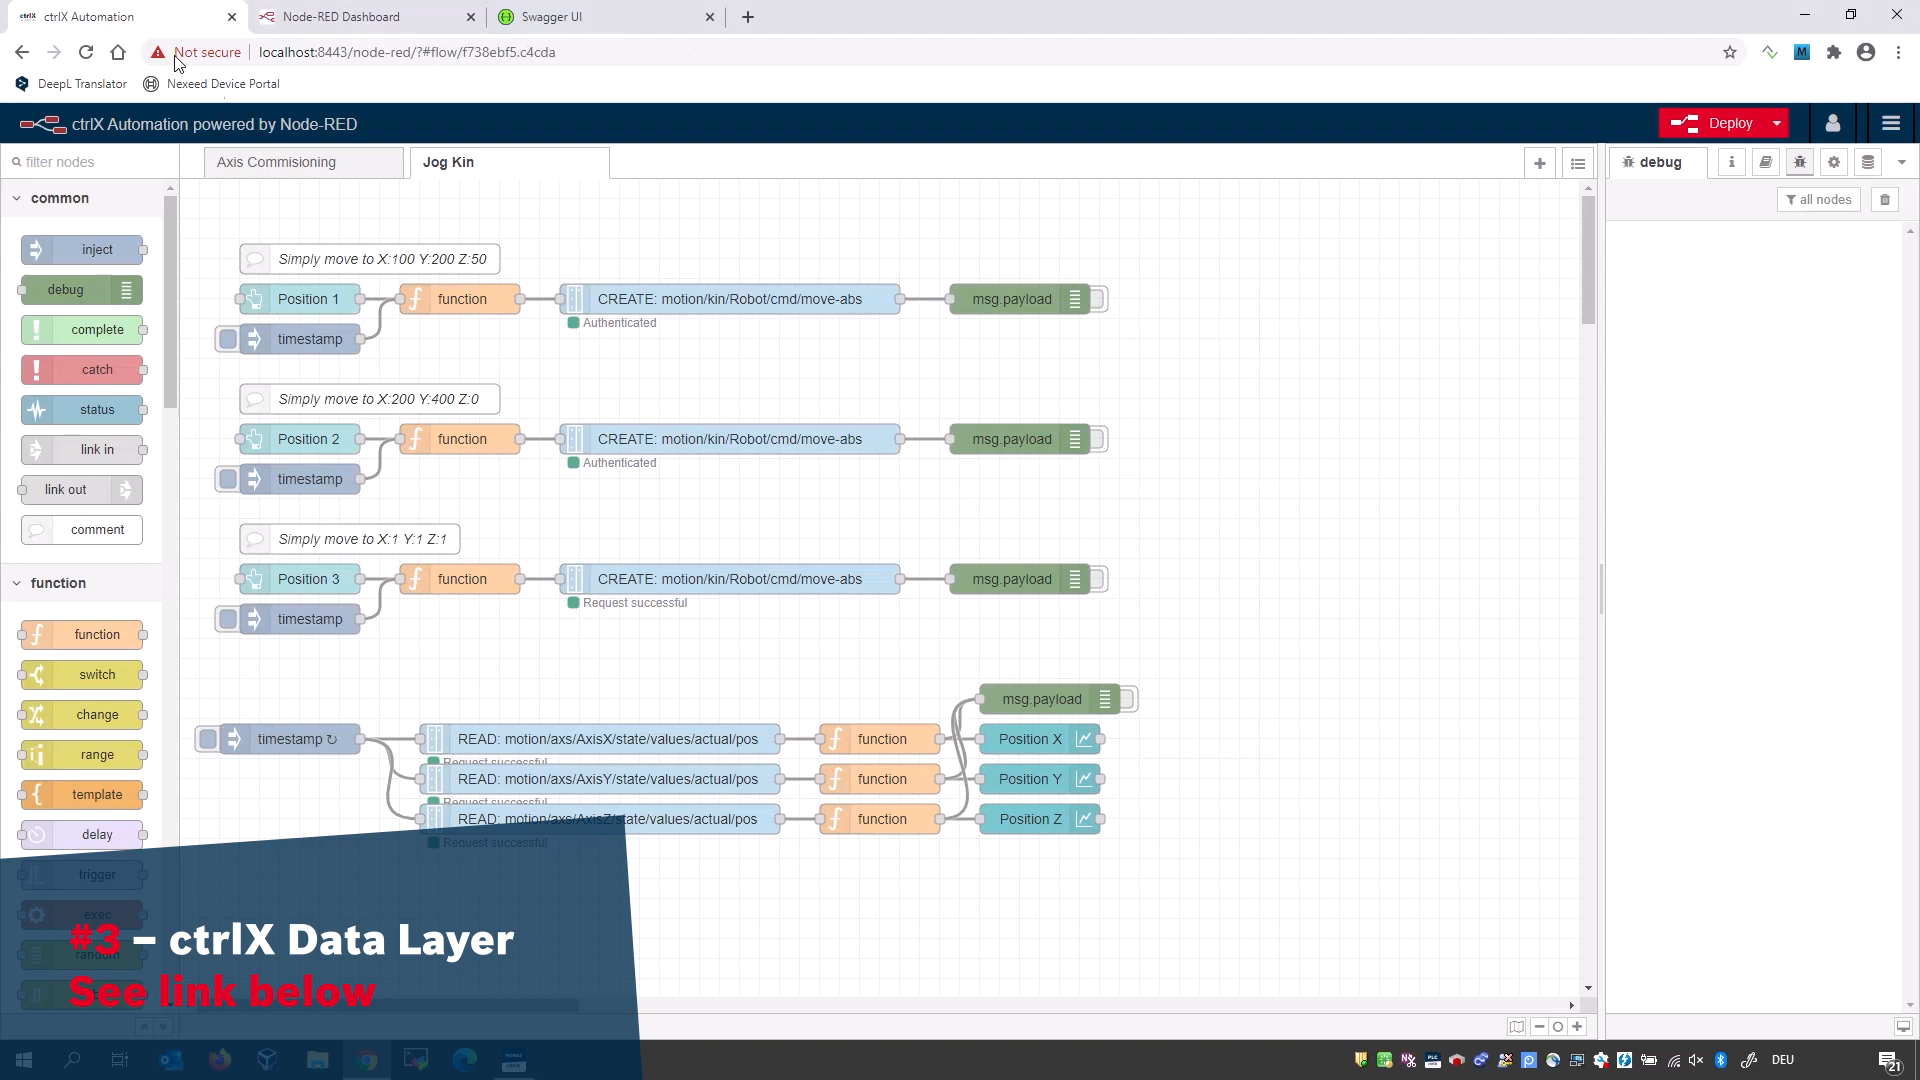 ctrlX Automation
Node-RED Dashboard
Swagger UI
Not secure
localhost:8443/node-red/?#flow/f738ebf5.c4cda
DeepL Translator
Nexeed Device Portal
ctrlX Automation powered by Node-RED
Deploy
filter nodes
Axis Commisioning
Jog Kin
debug
all nodes
common
inject
debug
complete
catch
status
link in
link out
comment
function
function
switch
change
range
template
delay
trigger
exec
random
Simply move to X:100 Y:200 Z:50
Position 1
function
CREATE: motion/kin/Robot/cmd/move-abs
msg.payload
Authenticated
timestamp
Simply move to X:200 Y:400 Z:0
Position 2
function
CREATE: motion/kin/Robot/cmd/move-abs
msg.payload
Authenticated
timestamp
Simply move to X:1 Y:1 Z:1
Position 3
function
CREATE: motion/kin/Robot/cmd/move-abs
msg.payload
Request successful
timestamp
msg.payload
timestamp ↻
READ: motion/axs/AxisX/state/values/actual/pos
function
Position X
Request successful
READ: motion/axs/AxisY/state/values/actual/pos
function
Position Y
Request successful
READ: motion/axs/AxisZ/state/values/actual/pos
function
Position Z
Request successful
#3 – ctrlX Data Layer
See link below
DEU
21